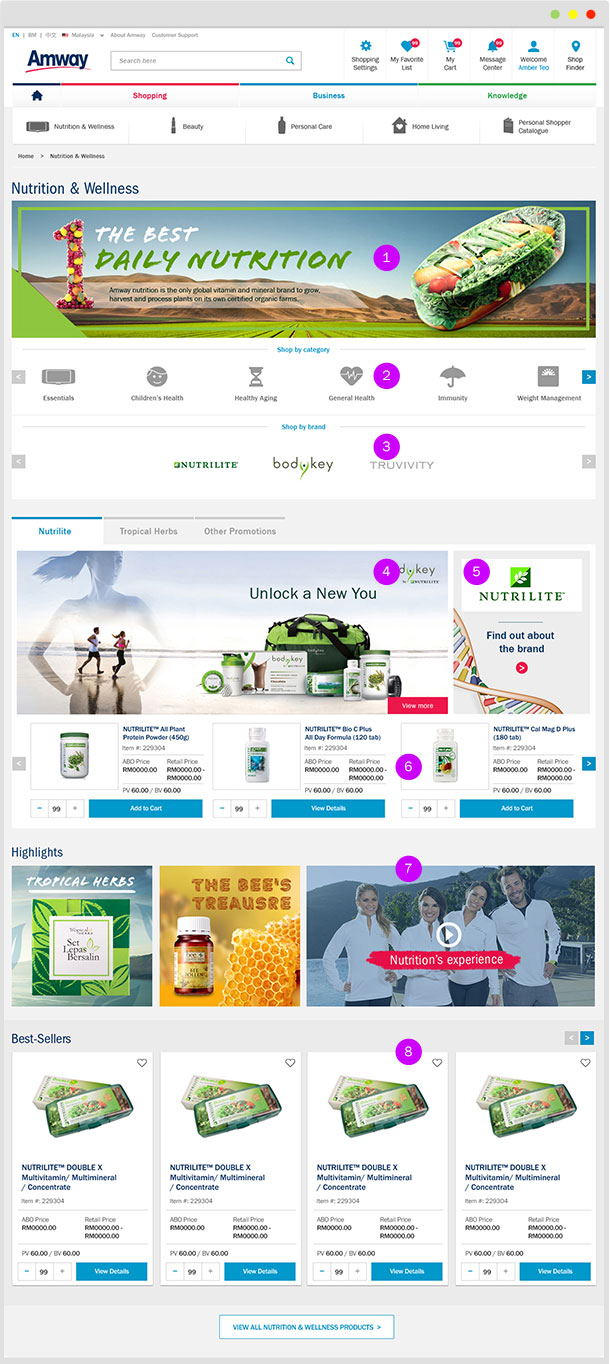 EN | BM | 中文 Malaysia About Amway Customer Support
Amway
Search here
Shopping Settings
99
My Favorite List
99
My Cart
99
Message Center
Welcome Amber Teo
Shop Finder
Shopping
Business
Knowledge
Nutrition & Wellness
Beauty
Personal Care
Home Living
Personal Shopper Catalogue
Home > Nutrition & Wellness
Nutrition & Wellness
1
THE BEST
DAILY NUTRITION
1
Amway nutrition is the only global vitamin and mineral brand to grow,
harvest and process plants on its own certified organic farms.
Shop by category
<
2
>
Essentials
Children's Health
Healthy Aging
General Health
Immunity
Weight Management
Shop by brand
3
<
NUTRILITE
bodykey
TRUVIVITY
>
Nutrilite
Tropical Herbs
Other Promotions
4
dykey
by NUTRILITE
Unlock a New You
bodykey
View more
5
NUTRILITE™
Find out about
the brand
>
<
NUTRILITE™ All Plant
Protein Powder (450g)
Item #: 229304
ABO Price
RM0000.00
Retail Price
RM0000.00 -
RM0000.00
PV 60.00 / BV 60.00
− 99 +
Add to Cart
NUTRILITE™ Bio C Plus
All Day Formula (120 tab)
Item #: 229304
ABO Price
RM0000.00
Retail Price
RM0000.00 -
RM0000.00
PV 60.00 / BV 60.00
− 99 +
View Details
6
NUTRILITE™ Cal Mag D Plus
(180 tab)
Item #: 229304
ABO Price
RM0000.00
Retail Price
RM0000.00 -
RM0000.00
PV 60.00 / BV 60.00
− 99 +
Add to Cart
>
Highlights
TROPICAL HERBS
Tropical
HERBS
Set
Lepas
Bersalin
THE BEE'S
TREAUSRE
BEE
POLLEN
7
Nutrition's experience
Best-Sellers
8
<
>
NUTRILITE™ DOUBLE X
Multivitamin/ Multimineral
/ Concentrate
Item #: 229304
ABO Price
RM0000.00
Retail Price
RM0000.00 -
RM0000.00
PV 60.00 / BV 60.00
− 99 +
View Details
NUTRILITE™ DOUBLE X
Multivitamin/ Multimineral
/ Concentrate
Item #: 229304
ABO Price
RM0000.00
Retail Price
RM0000.00 -
RM0000.00
PV 60.00 / BV 60.00
− 99 +
View Details
NUTRILITE™ DOUBLE X
Multivitamin/ Multimineral
/ Concentrate
Item #: 229304
ABO Price
RM0000.00
Retail Price
RM0000.00 -
RM0000.00
PV 60.00 / BV 60.00
− 99 +
View Details
NUTRILITE™ DOUBLE X
Multivitamin/ Multimineral
/ Concentrate
Item #: 229304
ABO Price
RM0000.00
Retail Price
RM0000.00 -
RM0000.00
PV 60.00 / BV 60.00
− 99 +
View Details
VIEW ALL NUTRITION & WELLNESS PRODUCTS >